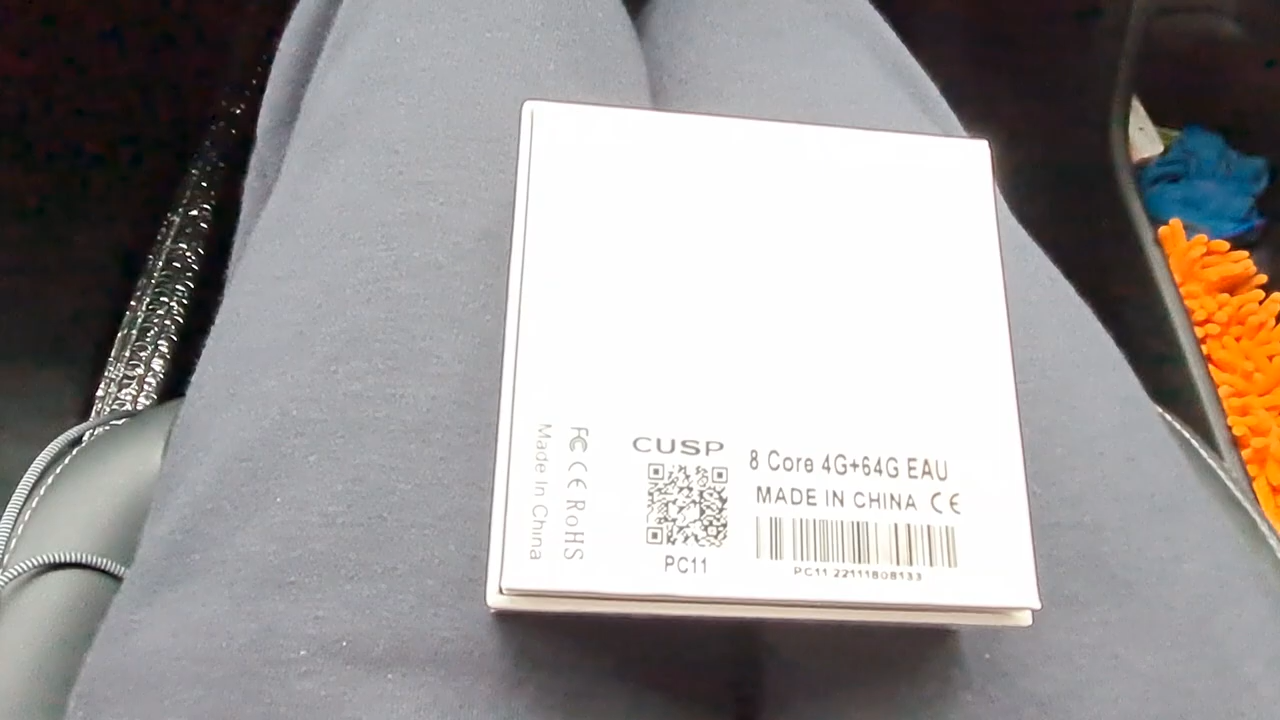 FC CE RoHS
Made In China
CUSP
PC11
8 Core 4G+64G EAU
MADE IN CHINA CE
PC11 22111808133